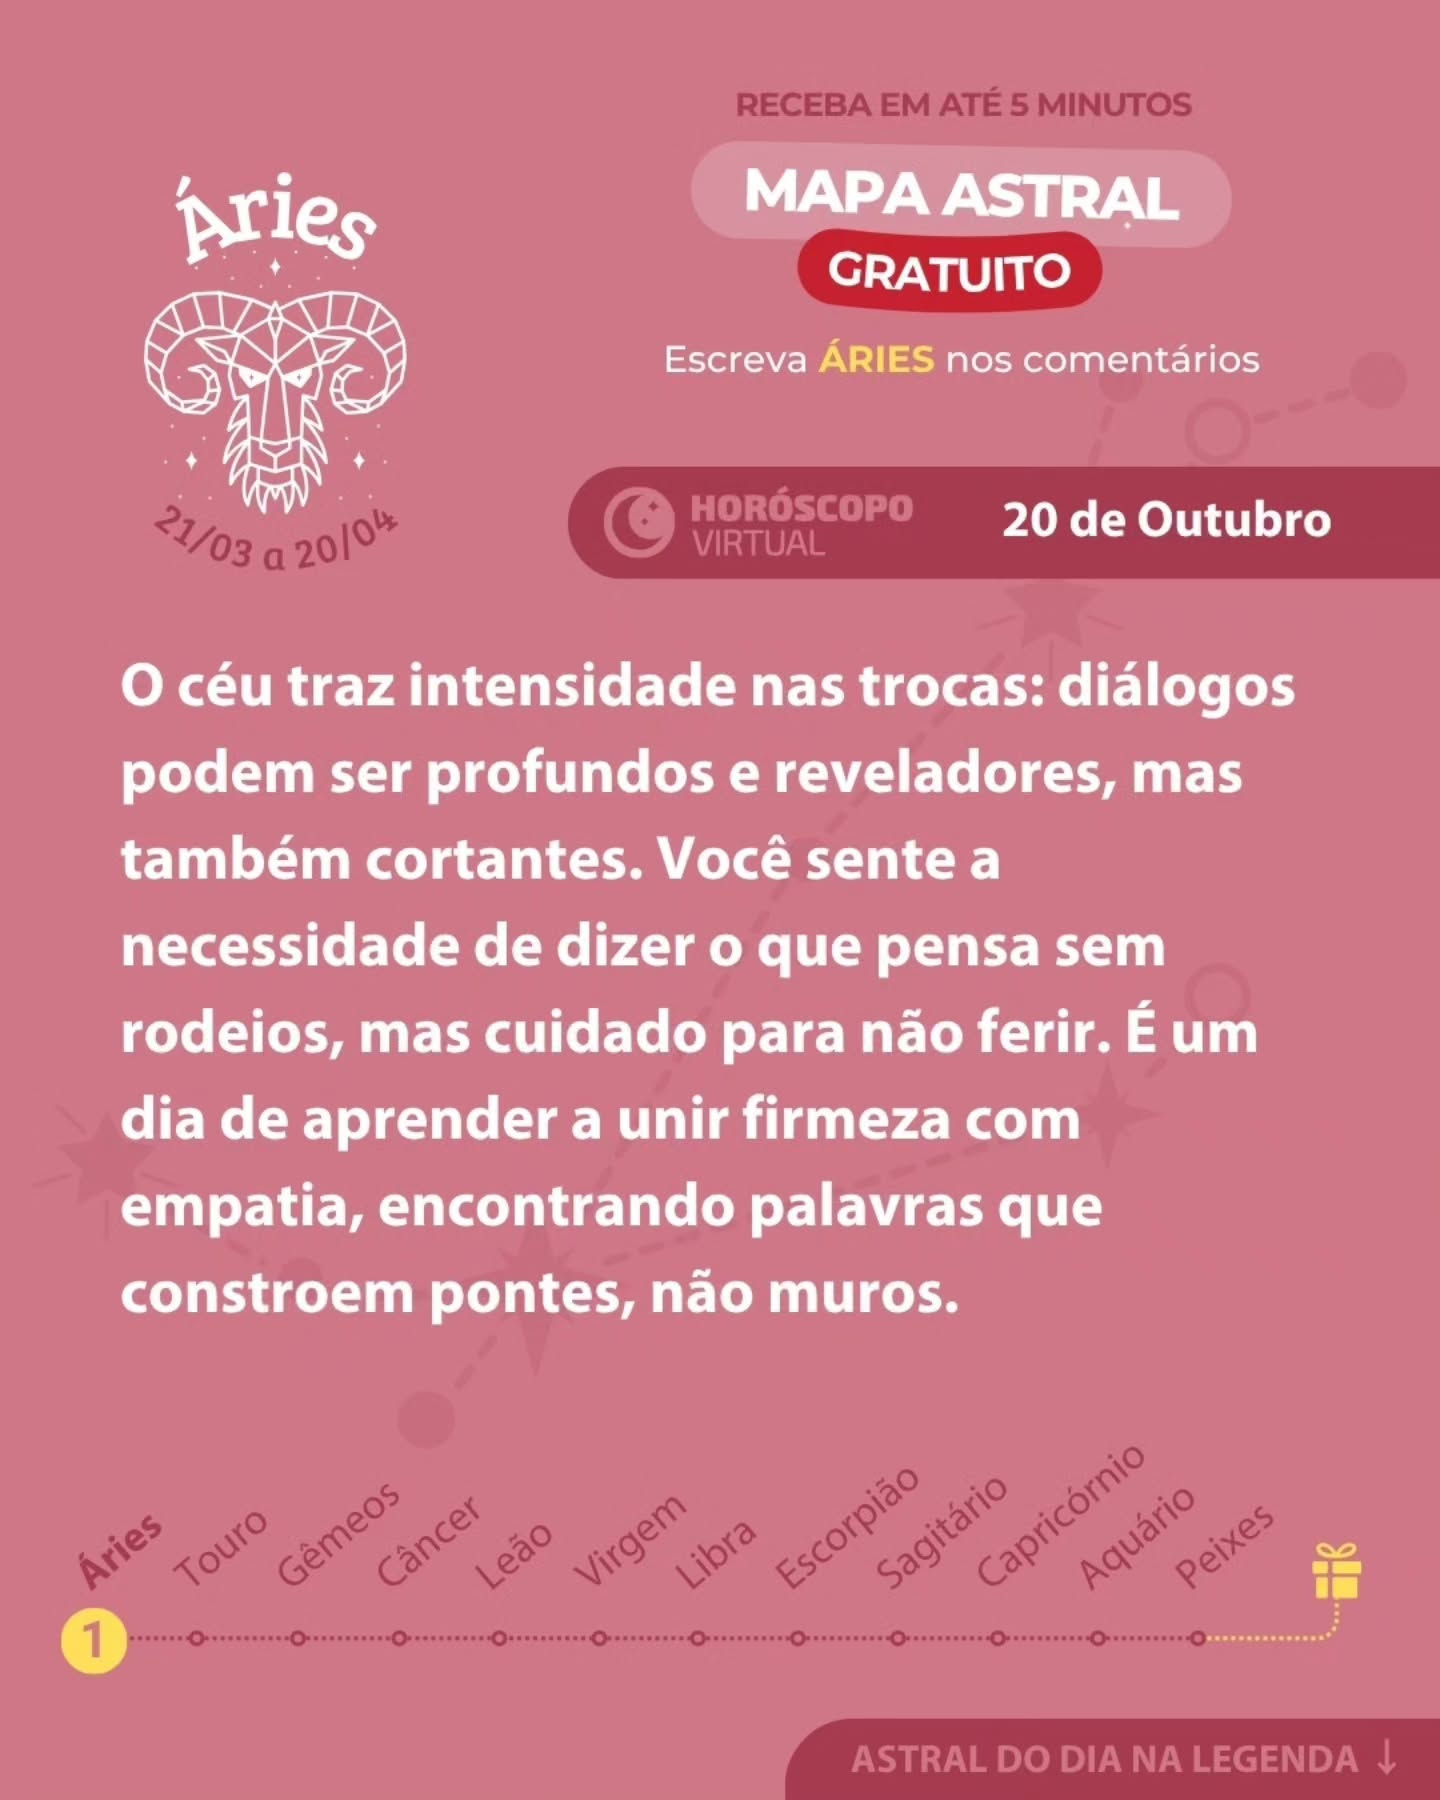 RECEBA EM ATÉ 5 MINUTOS
MAPA ASTRAL
GRATUITO
Escreva ÁRIES nos comentários
Áries
21/03 a 20/04
HORÓSCOPO
VIRTUAL
20 de Outubro
O céu traz intensidade nas trocas: diálogos
podem ser profundos e reveladores, mas
também cortantes. Você sente a
necessidade de dizer o que pensa sem
rodeios, mas cuidado para não ferir. É um
dia de aprender a unir firmeza com
empatia, encontrando palavras que
constroem pontes, não muros.
Áries Touro Gêmeos Câncer Leão Virgem Libra Escorpião Sagitário Capricórnio Aquário Peixes
1
ASTRAL DO DIA NA LEGENDA ↓